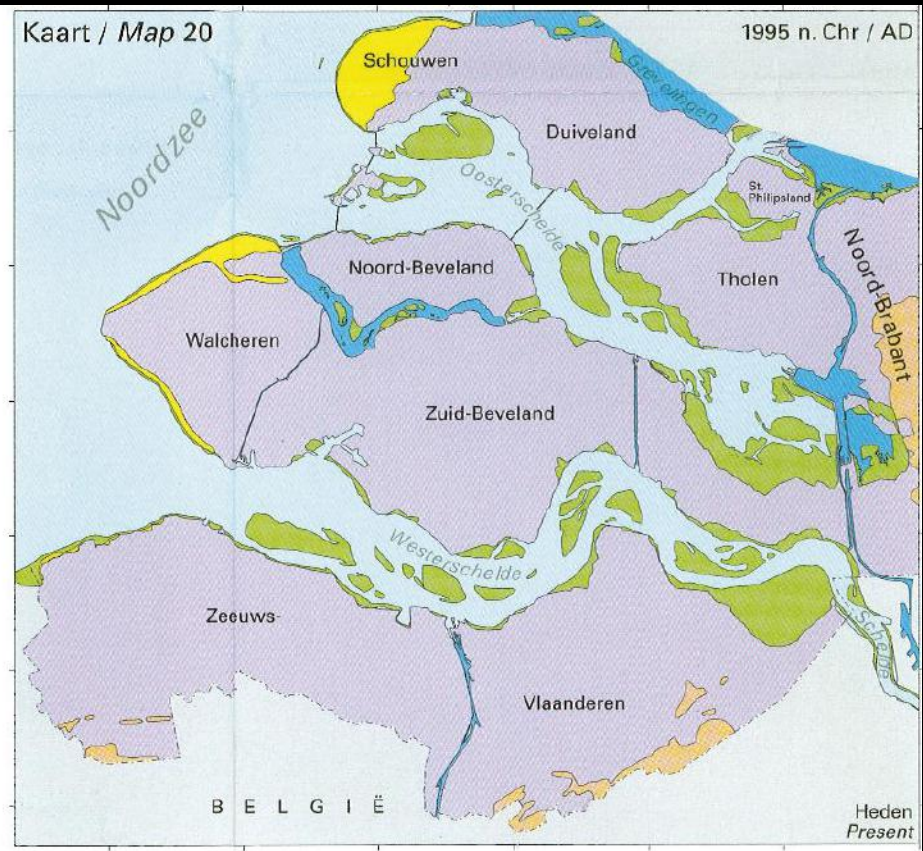 Kaart / Map 20
1995 n. Chr / AD
Schouwen
Grevelingen
Duiveland
Noordzee
Oosterschelde
St.
Philipsland
Noord-Beveland
Tholen
Noord-Brabant
Walcheren
Zuid-Beveland
Westerschelde
Zeeuws-
Schelde
Vlaanderen
BELGIË
Heden
Present